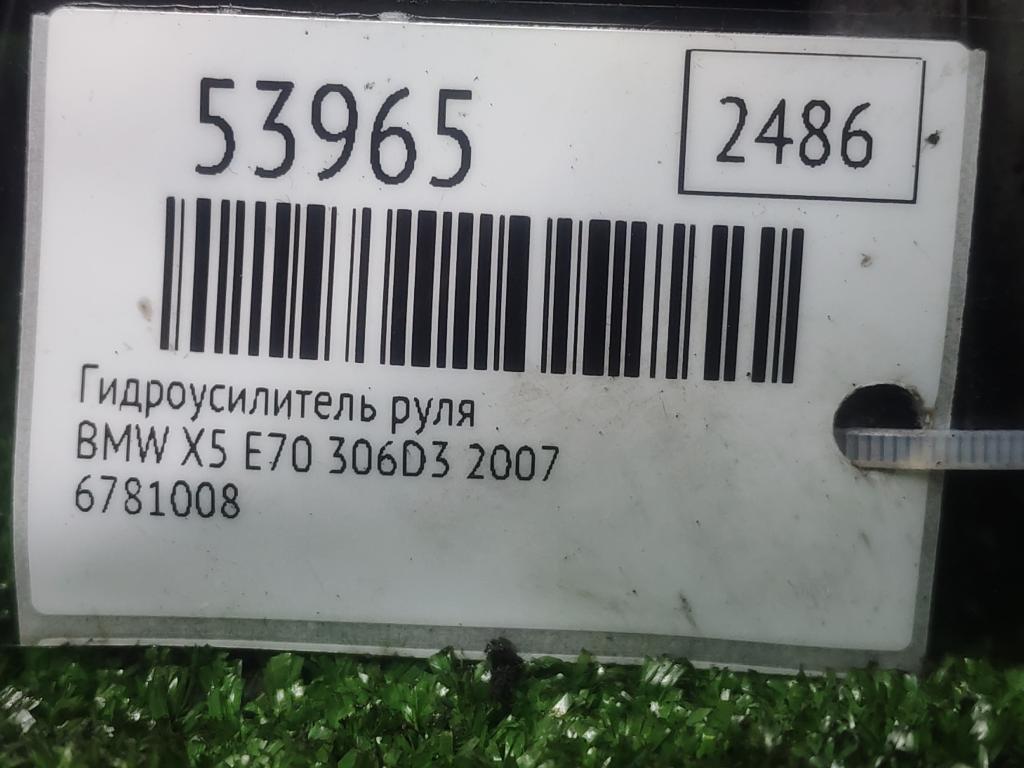 53965
2486
Гидроусилитель руля
BMW X5 E70 306D3 2007
6781008